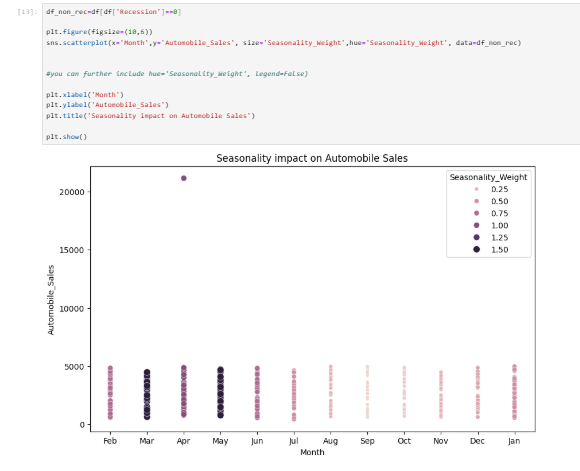 [13]: df_non_rec=df[df['Recession']==0]
plt.figure(figsize=(10,6))
sns.scatterplot(x='Month',y='Automobile_Sales', size='Seasonality_Weight',hue='Seasonality_Weight', data=df_non_rec)
#you can further include hue='Seasonality_Weight', legend=False)
plt.xlabel('Month')
plt.ylabel('Automobile_Sales')
plt.title('Seasonality impact on Automobile Sales')
plt.show()
Seasonality impact on Automobile Sales
Seasonality_Weight
0.25
0.50
0.75
1.00
1.25
1.50
Automobile_Sales
20000
15000
10000
5000
0
Feb Mar Apr May Jun Jul Aug Sep Oct Nov Dec Jan
Month